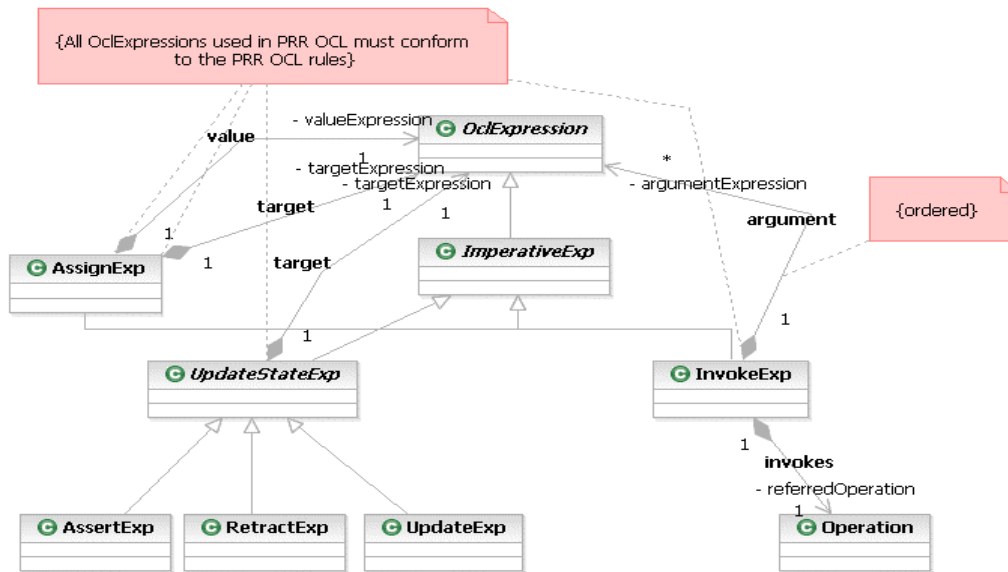 {All OclExpressions used in PRR OCL must conform
to the PRR OCL rules}
- valueExpression
value
1
C OclExpression
- targetExpression
- targetExpression
*
- argumentExpression
{ordered}
target
1
1
argument
1
1
target
C AssignExp
C ImperativeExp
1
1
C UpdateStateExp
C InvokeExp
1
invokes
- referredOperation
1
C AssertExp
C RetractExp
C UpdateExp
C Operation